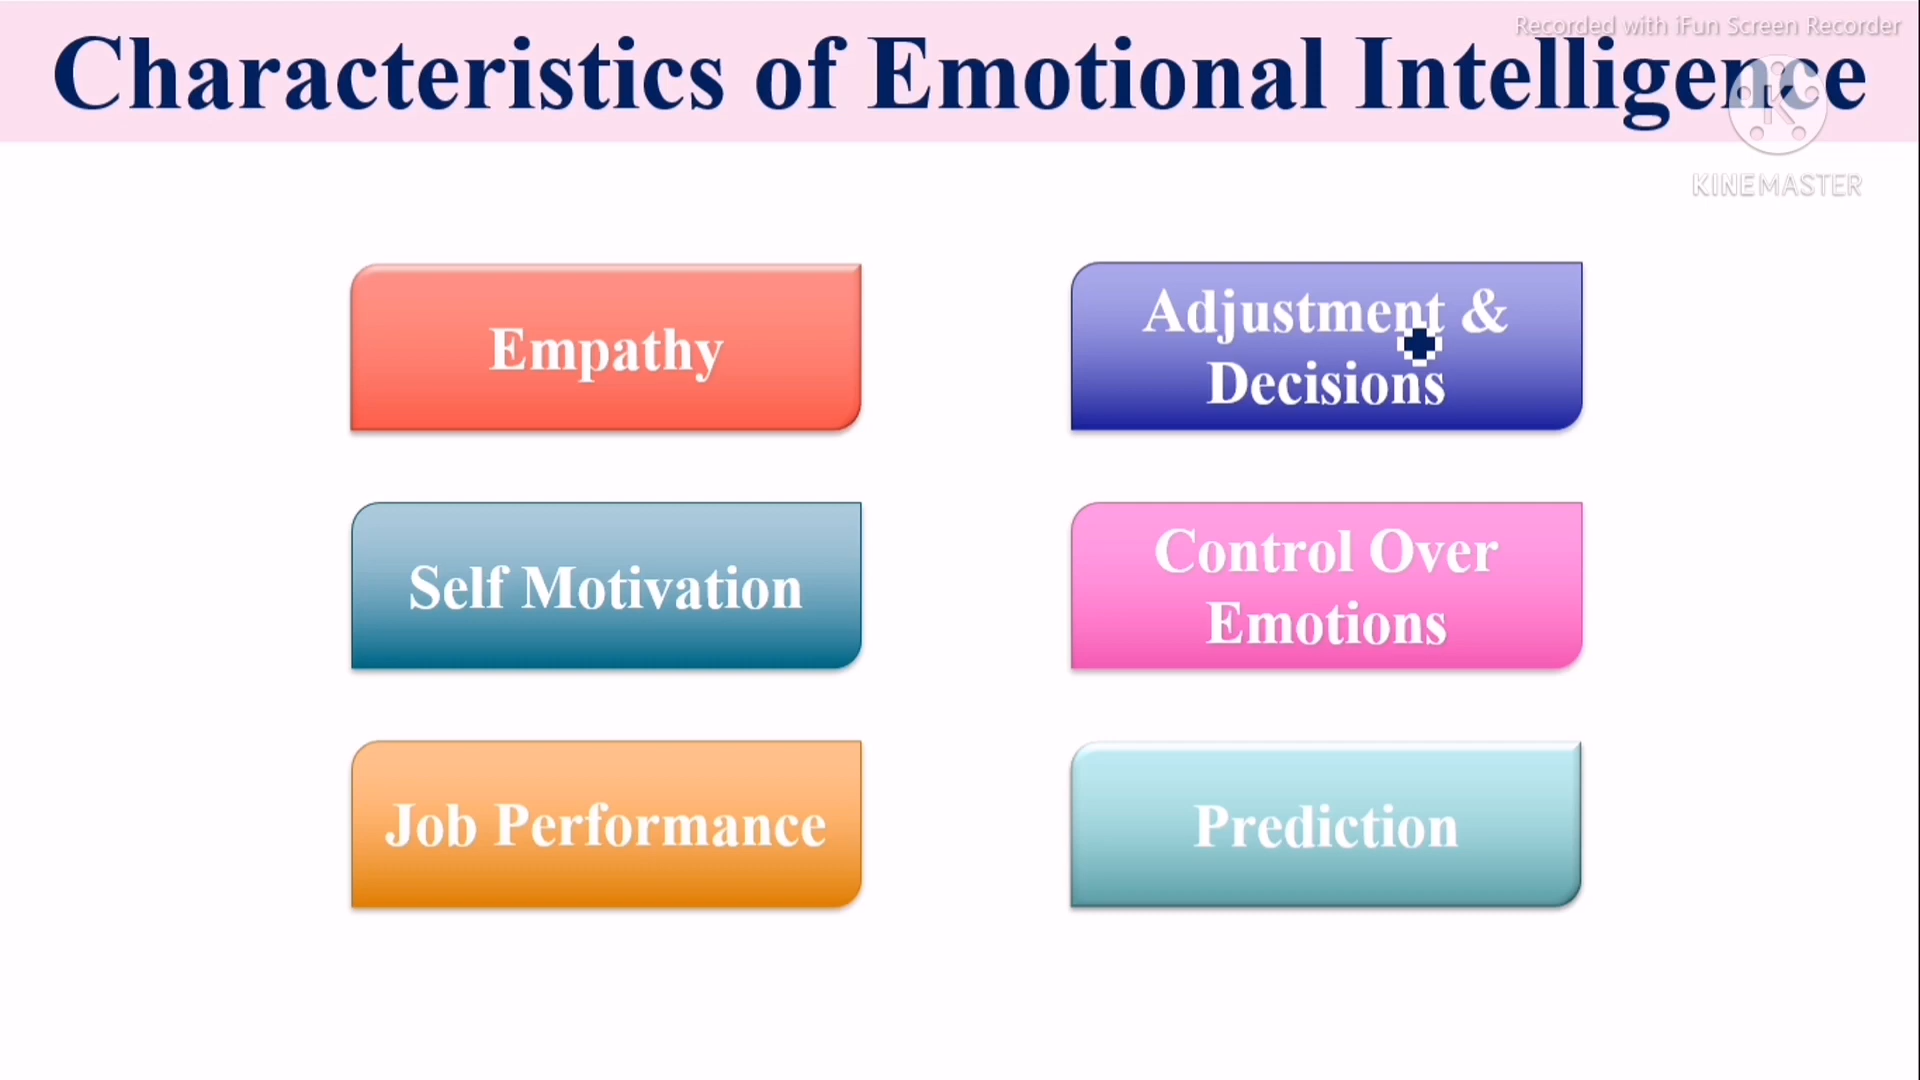 Recorded with iFun Screen Recorder
Characteristics of Emotional Intelligence
K
KINEMASTER
Empathy
Adjustment &
Decisions
Self Motivation
Control Over
Emotions
Job Performance
Prediction